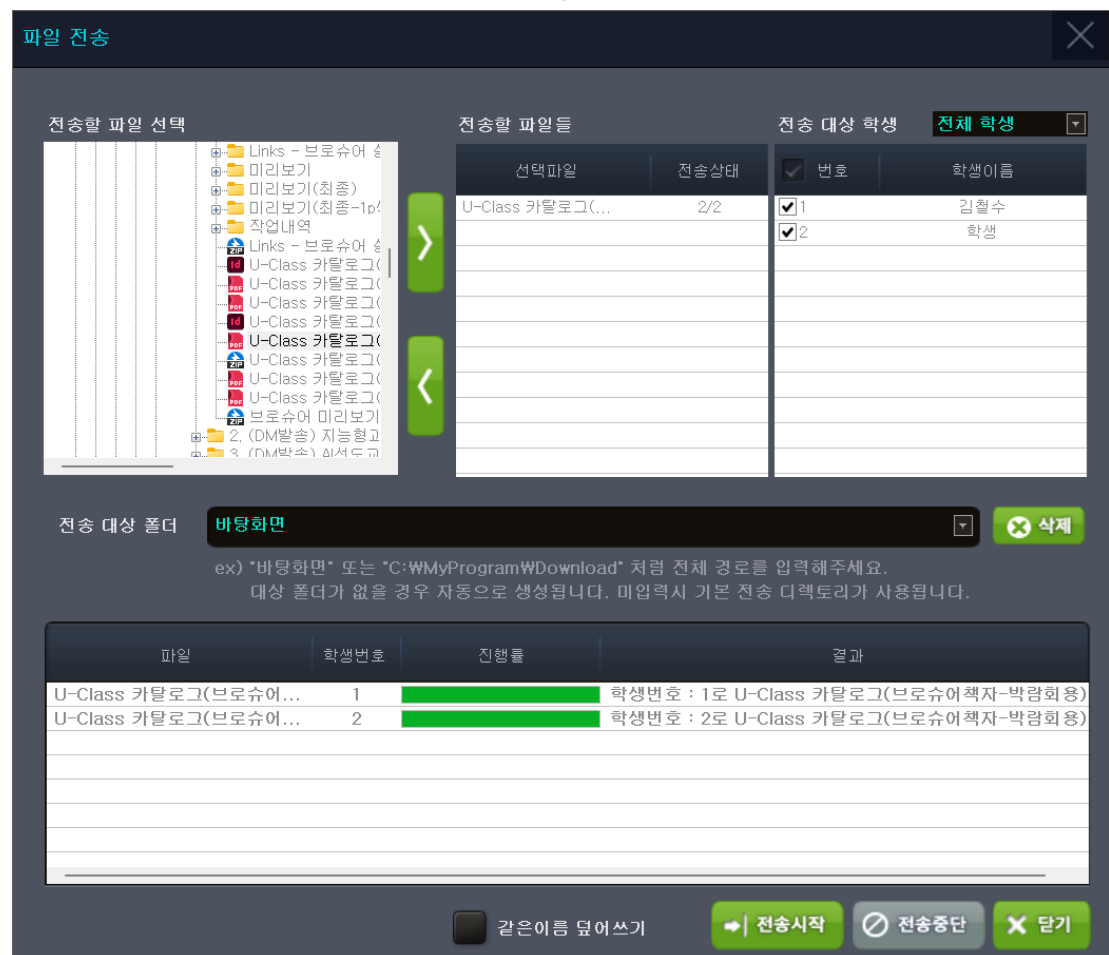 파일 전송
전송할 파일 선택
전송할 파일들
전송 대상 학생
전체 학생
Links - 브로슈어
미리보기
미리보기(최종)
미리보기(최종-1p
작업내역
Links - 브로슈어
U-Class 카탈로그(
U-Class 카탈로그(
U-Class 카탈로그(
U-Class 카탈로그(
U-Class 카탈로그(
U-Class 카탈로그(
U-Class 카탈로그(
U-Class 카탈로그(
브로슈어 미리보기
2. (DM발송) 지능형교
3. (DM발송) AI선도교
선택파일
전송상태
U-Class 카탈로그(...
2/2
번호
학생이름
1
김철수
2
학생
전송 대상 폴더
바탕화면
삭제
ex) "바탕화면" 또는 "C:₩MyProgram₩Download" 처럼 전체 경로를 입력해주세요.
대상 폴더가 없을 경우 자동으로 생성됩니다. 미입력시 기본 전송 디렉토리가 사용됩니다.
파일
학생번호
진행률
결과
U-Class 카탈로그(브로슈어...
1
학생번호 : 1로 U-Class 카탈로그(브로슈어책자-박람회용)
U-Class 카탈로그(브로슈어...
2
학생번호 : 2로 U-Class 카탈로그(브로슈어책자-박람회용)
같은이름 덮어쓰기
전송시작
전송중단
닫기